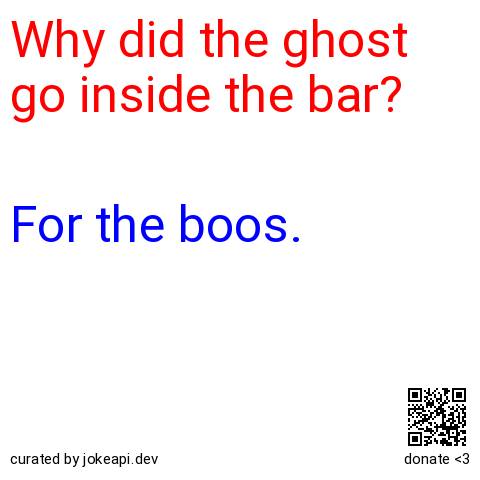 Why did the ghost
go inside the bar?
For the boos.
curated by jokeapi.dev
donate <3